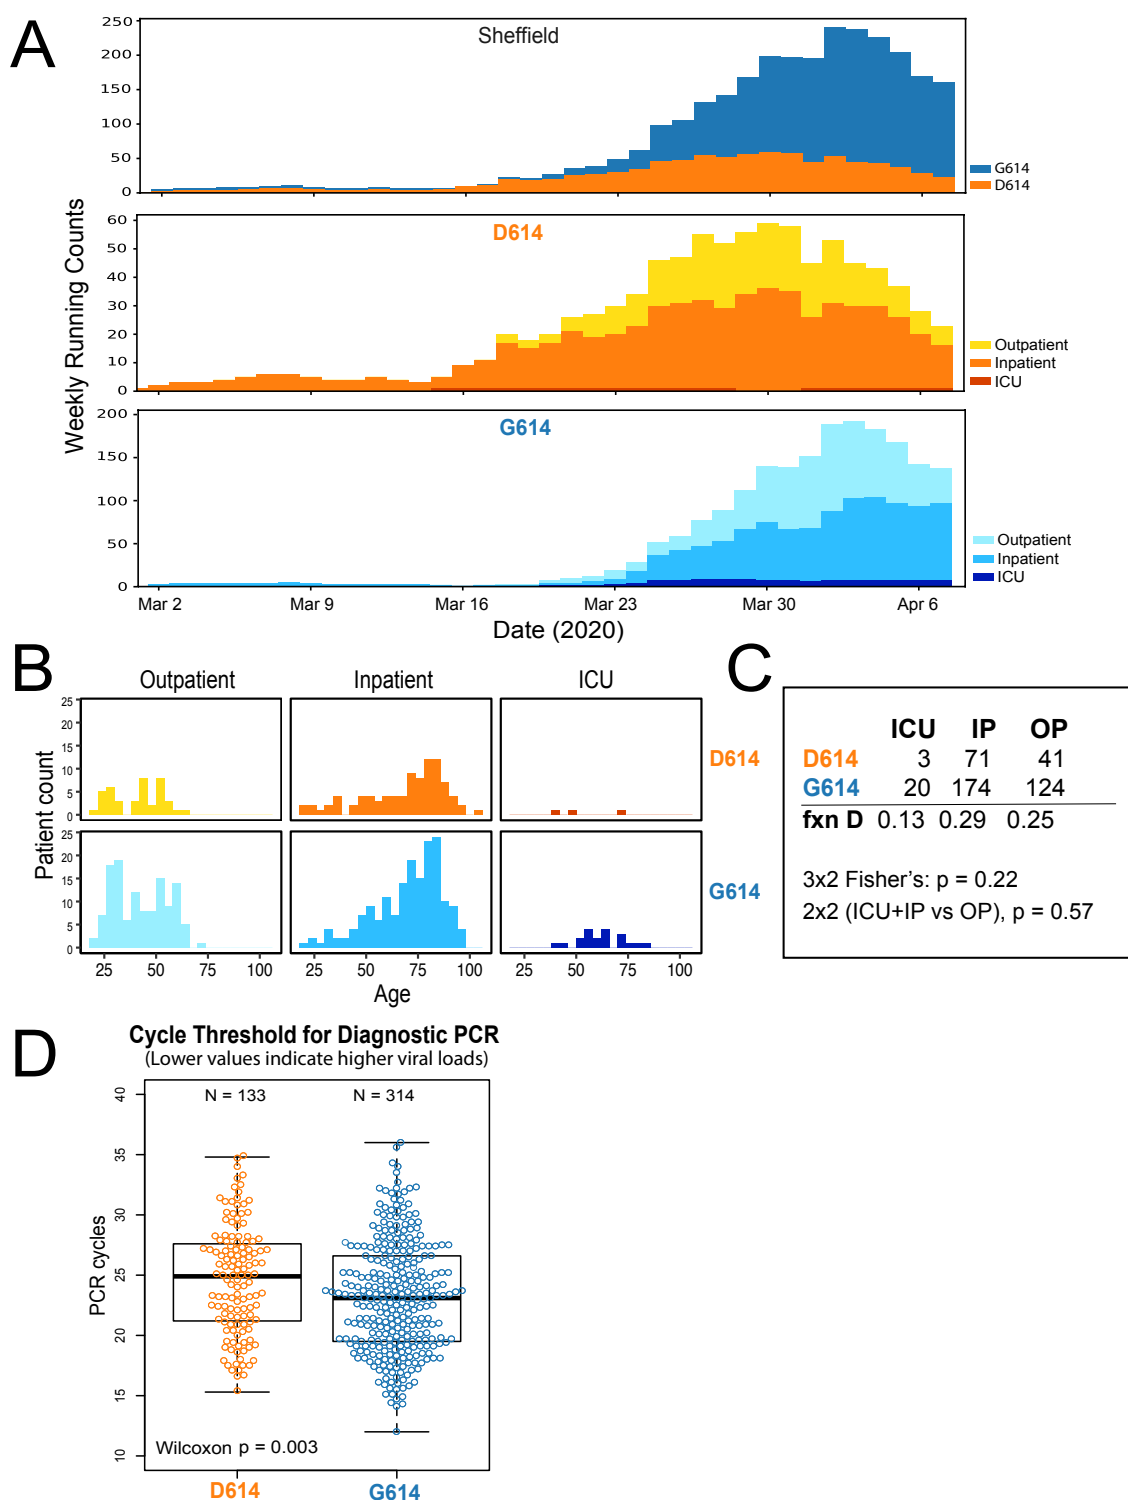 A
Sheffield
250
200
150
100
50
0
G614
D614
Weekly Running Counts
D614
60
50
40
30
20
10
0
Outpatient
Inpatient
ICU
G614
200
150
100
50
0
Outpatient
Inpatient
ICU
Mar 2 Mar 9 Mar 16 Mar 23 Mar 30 Apr 6
Date (2020)
B
Outpatient Inpatient ICU
Patient count
25
20
15
10
5
0
D614
25
20
15
10
5
0
G614
25 50 75 100 25 50 75 100 25 50 75 100
Age
C
ICU IP OP
D614 3 71 41
G614 20 174 124
fxn D 0.13 0.29 0.25
3x2 Fisher's: p = 0.22
2x2 (ICU+IP vs OP), p = 0.57
D
Cycle Threshold for Diagnostic PCR
(Lower values indicate higher viral loads)
N = 133 N = 314
PCR cycles
40
35
30
25
20
15
10
Wilcoxon p = 0.003
D614 G614